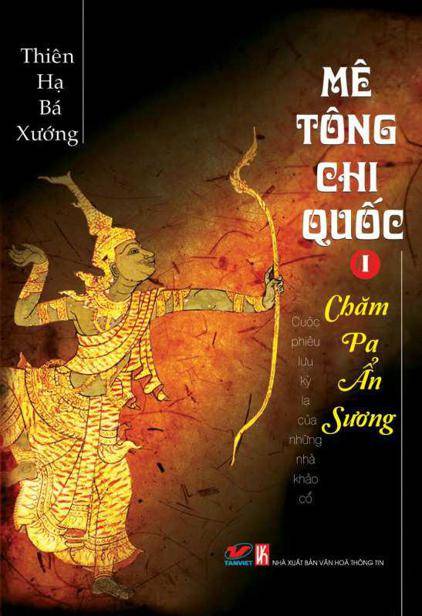 Thiên
Hạ
Bá
Xướng
MÊ
TÔNG
CHI
QUỐC
I
Chăm
Pa
Ẩn
Sương
Cuộc
phiêu
lưu
kỳ
lạ
của
những
nhà
khảo
cổ
TANVIET
NHÀ XUẤT BẢN VĂN HOÁ THÔNG TIN